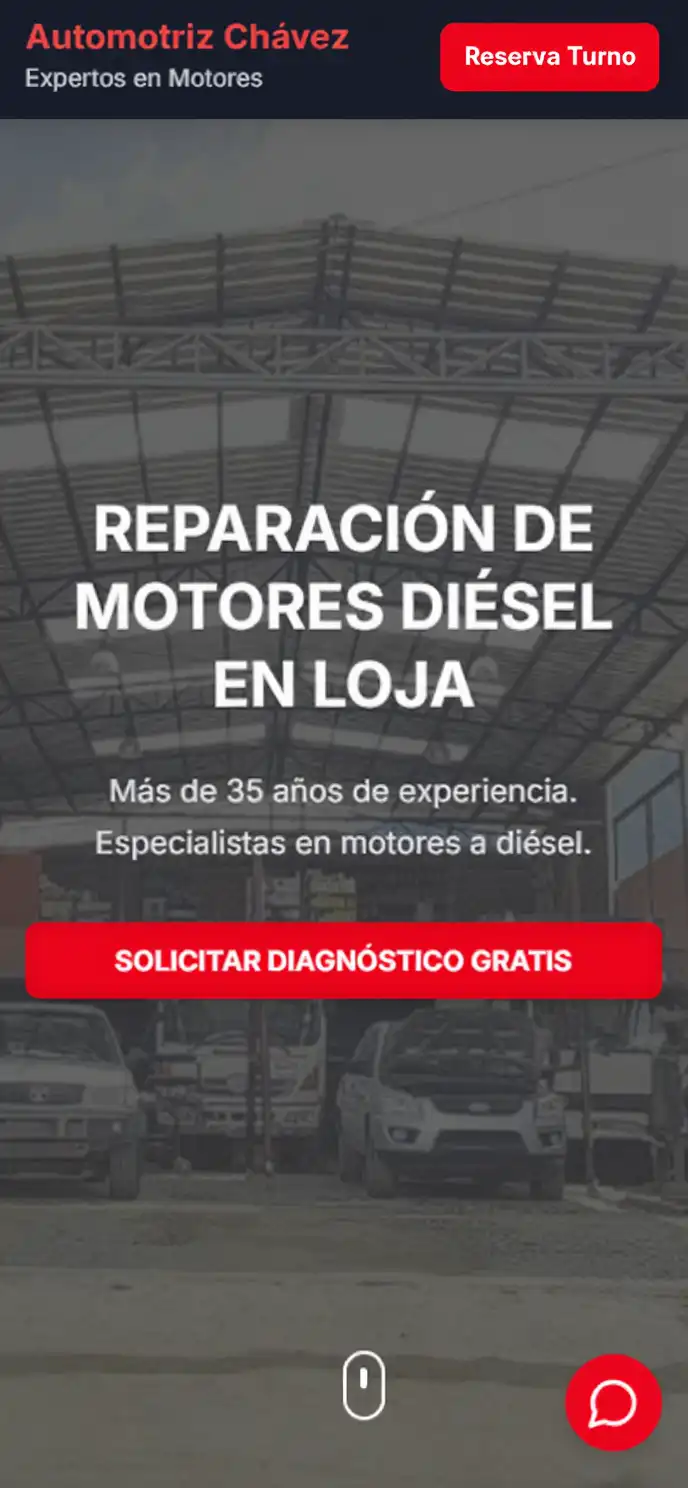 Automotriz Chávez
Expertos en Motores
Reserva Turno
REPARACIÓN DE
MOTORES DIÉSEL
EN LOJA
Más de 35 años de experiencia.
Especialistas en motores a diésel.
SOLICITAR DIAGNÓSTICO GRATIS